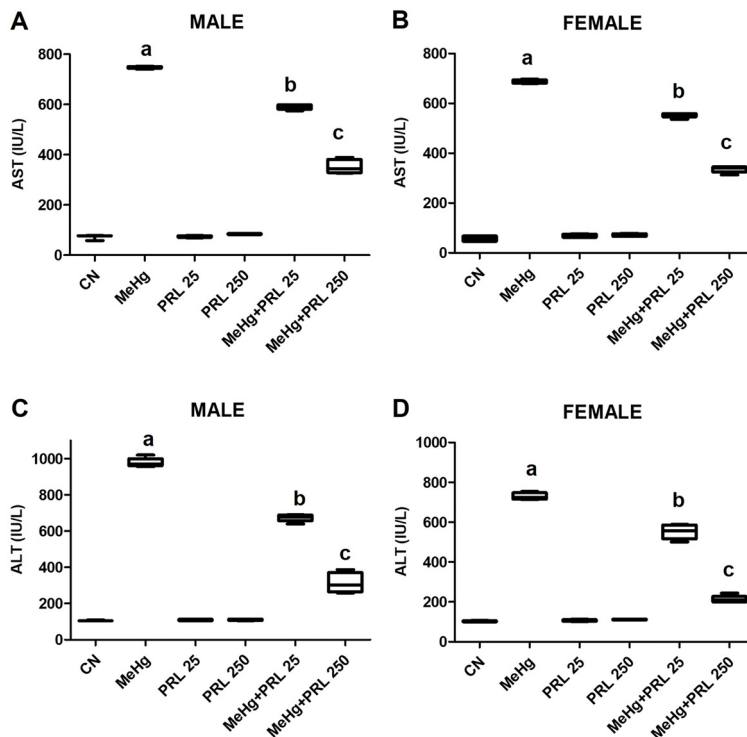 A
MALE
AST (IU/L)
800
600
400
200
0
a
b
c
CN
MeHg
PRL 25
PRL 250
MeHg+PRL 25
MeHg+PRL 250
B
FEMALE
AST (IU/L)
800
600
400
200
0
a
b
c
CN
MeHg
PRL 25
PRL 250
MeHg+PRL 25
MeHg+PRL 250
C
MALE
ALT (IU/L)
1000
800
600
400
200
0
a
b
c
CN
MeHg
PRL 25
PRL 250
MeHg+PRL 25
MeHg+PRL 250
D
FEMALE
ALT (IU/L)
1000
800
600
400
200
0
a
b
c
CN
MeHg
PRL 25
PRL 250
MeHg+PRL 25
MeHg+PRL 250